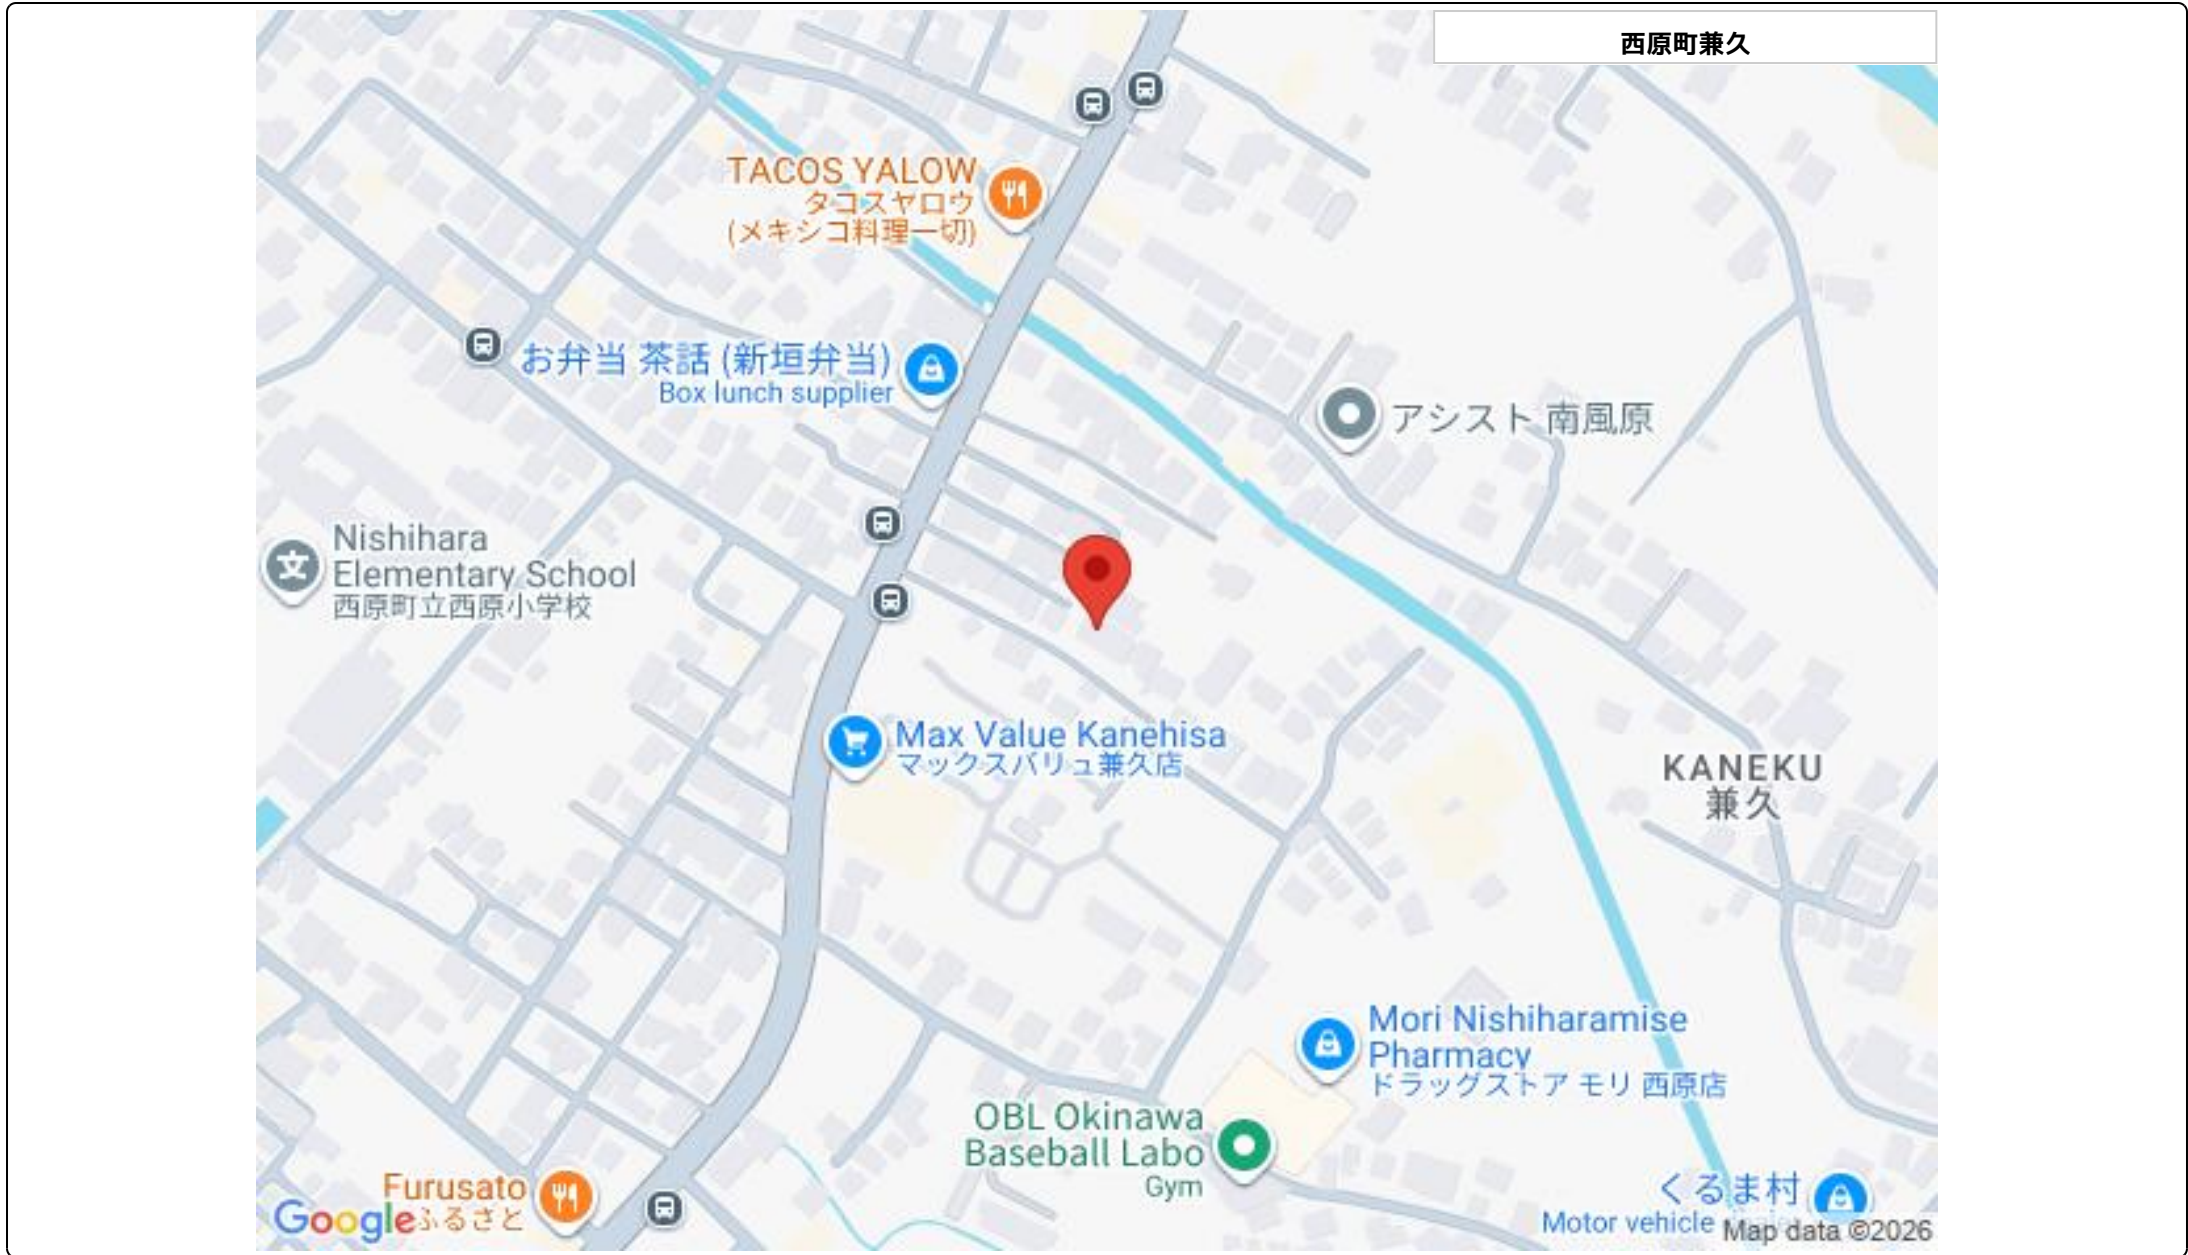 西原町兼久
TACOS YALOW
タコスヤロウ
(メキシコ料理一切)
お弁当 茶話 (新垣弁当)
Box lunch supplier
アシスト 南風原
Nishihara
Elementary School
西原町立西原小学校
文
Max Value Kanehisa
マックスバリュ兼久店
KANEKU
兼久
Mori Nishiharamise
Pharmacy
ドラッグストア モリ 西原店
OBL Okinawa
Baseball Labo
Gym
Furusato
ふるさと
Google
くるま村
Motor vehicle
Map data ©2026